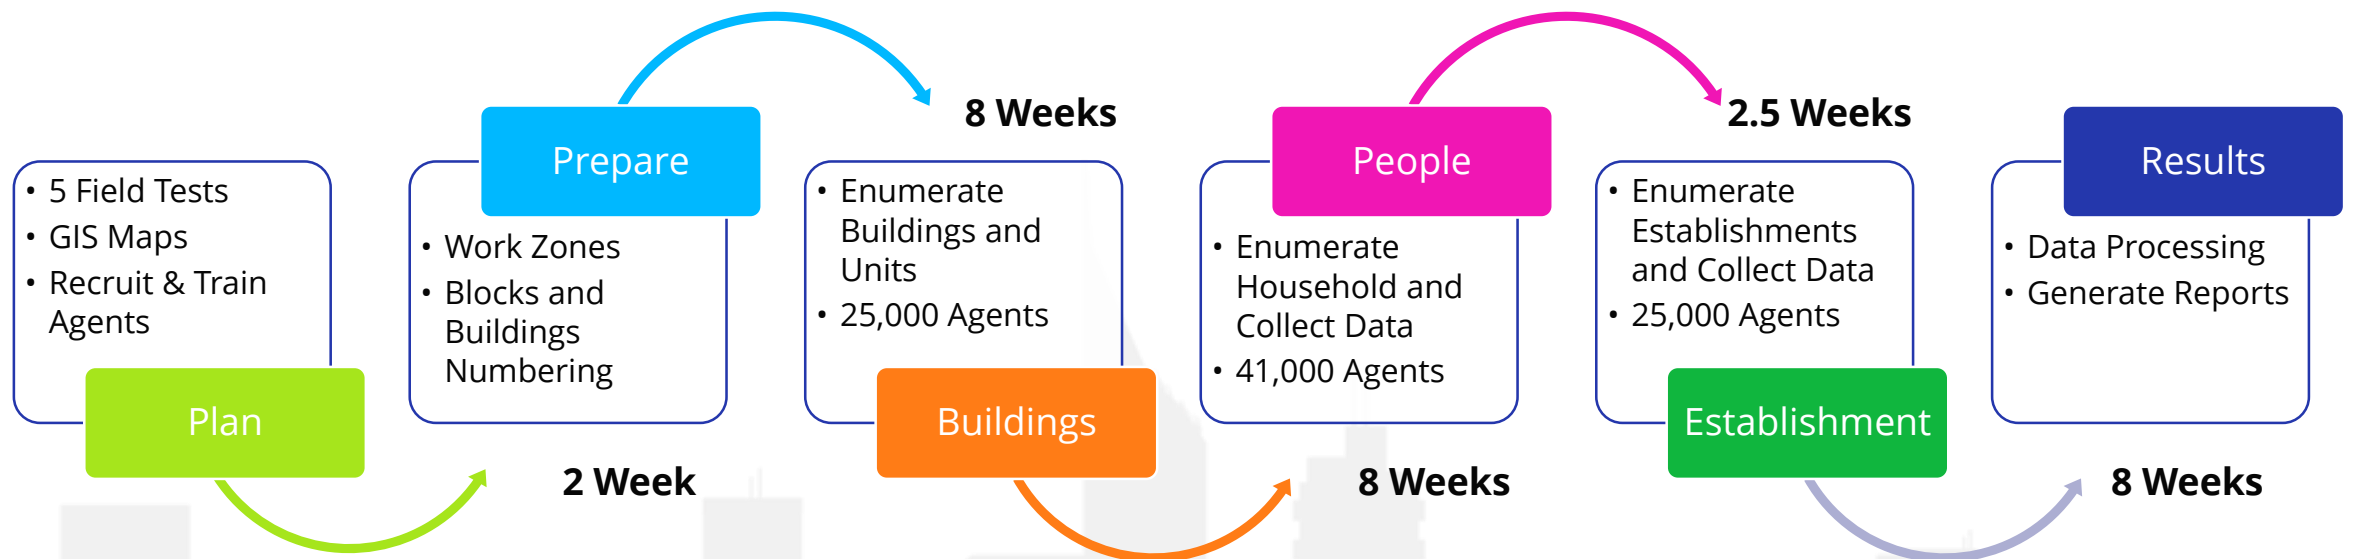 • 5 Field Tests
• GIS Maps
• Recruit & Train
Agents
Plan
Prepare
• Work Zones
• Blocks and
Buildings
Numbering
2 Week
8 Weeks
• Enumerate
Buildings and
Units
• 25,000 Agents
Buildings
People
• Enumerate
Household and
Collect Data
• 41,000 Agents
8 Weeks
2.5 Weeks
• Enumerate
Establishments
and Collect Data
• 25,000 Agents
Establishment
Results
• Data Processing
• Generate Reports
8 Weeks